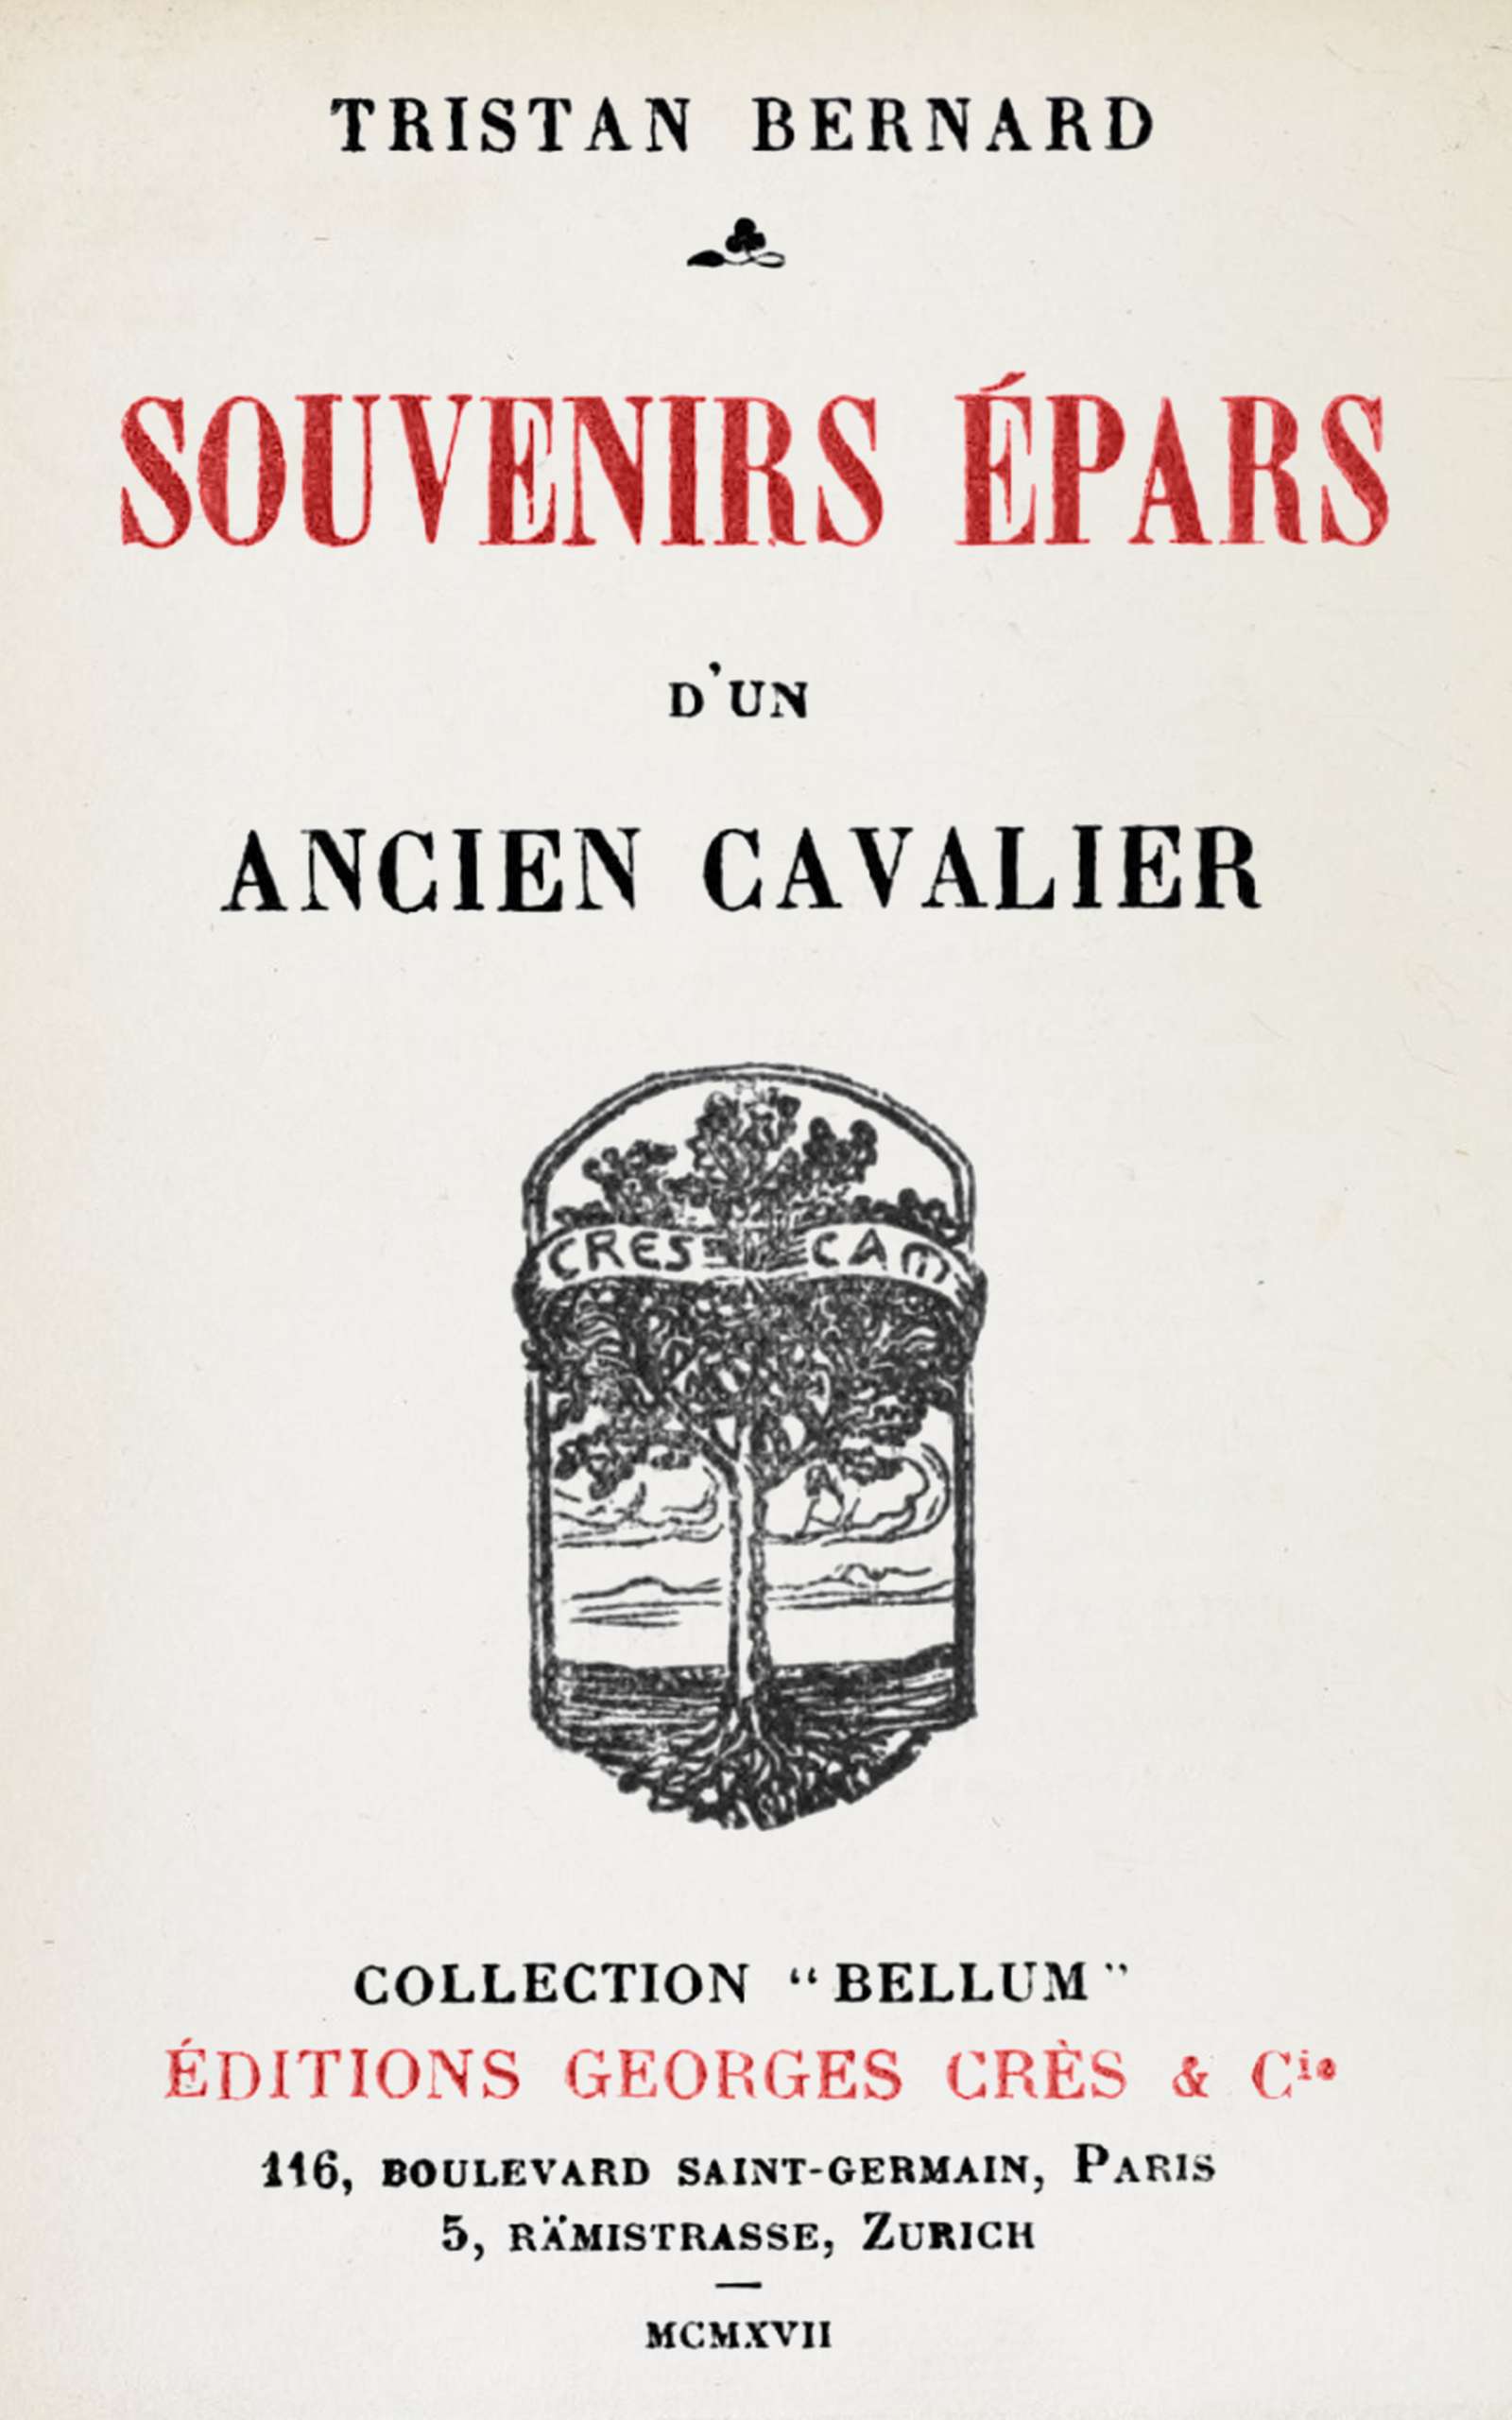 TRISTAN BERNARD
SOUVENIRS ÉPARS
D'UN
ANCIEN CAVALIER
CRES CAM
COLLECTION “BELLUM”
ÉDITIONS GEORGES CRÈS & Cie
116, BOULEVARD SAINT-GERMAIN, PARIS
5, RÄMISTRASSE, ZURICH
MCMXVII